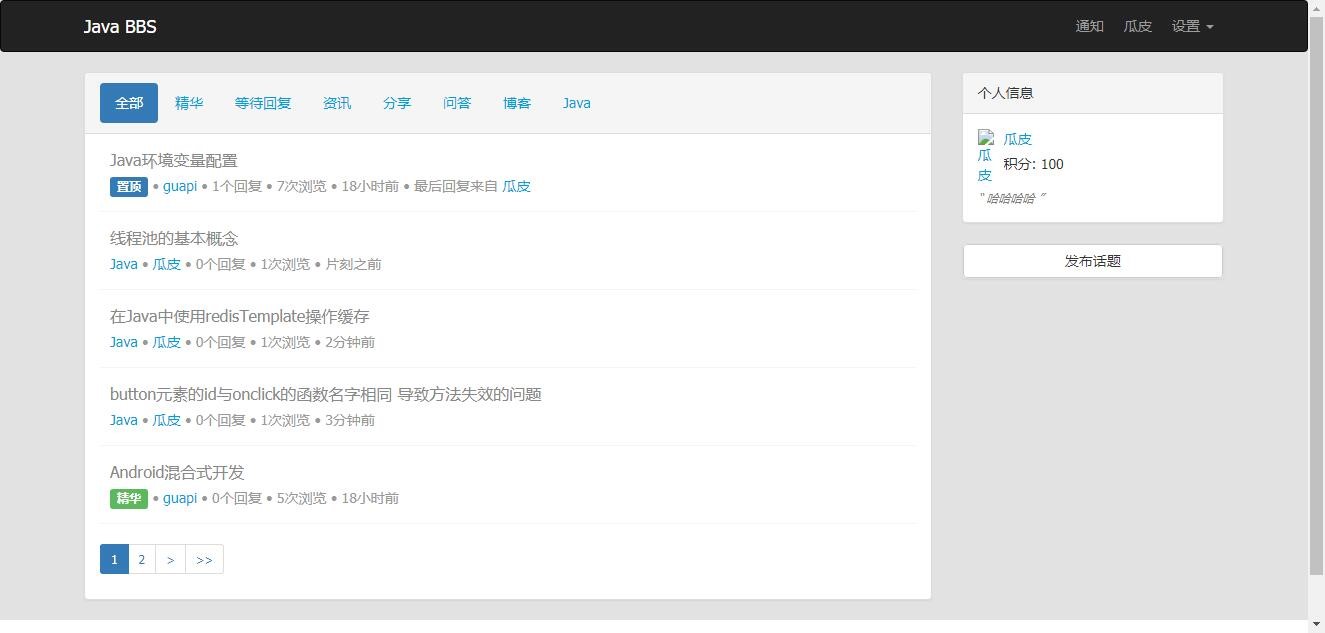 Java BBS 通知 瓜皮 设置
全部 精华 等待回复 资讯 分享 问答 博客 Java
Java环境变量配置
置顶 • guapi • 1个回复 • 7次浏览 • 18小时前 • 最后回复来自 瓜皮
线程池的基本概念
Java • 瓜皮 • 0个回复 • 1次浏览 • 片刻之前
在Java中使用redisTemplate操作缓存
Java • 瓜皮 • 0个回复 • 1次浏览 • 2分钟前
button元素的id与onclick的函数名字相同 导致方法失效的问题
Java • 瓜皮 • 0个回复 • 1次浏览 • 3分钟前
Android混合式开发
精华 • guapi • 0个回复 • 5次浏览 • 18小时前
1 2 > >>
个人信息
瓜皮
瓜皮
积分: 100
" 哈哈哈哈 "
发布话题